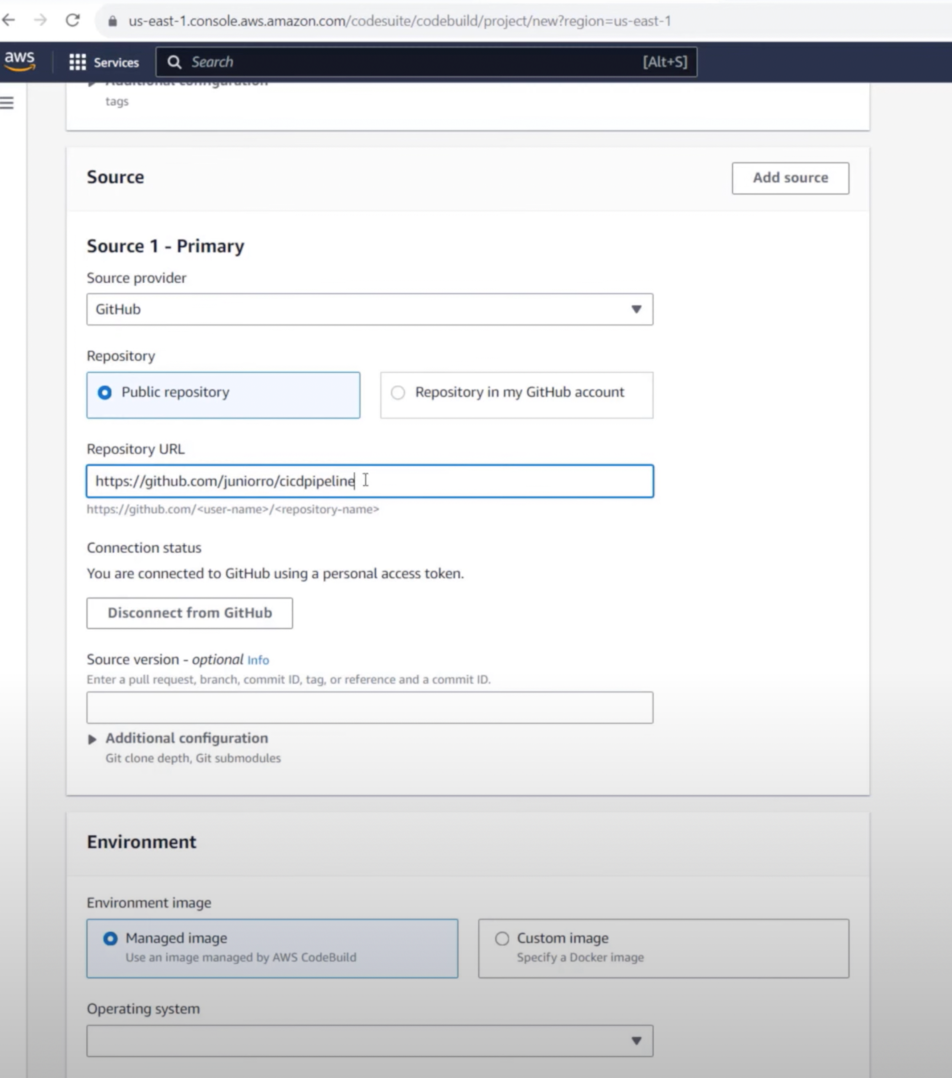 us-east-1.console.aws.amazon.com/codesuite/codebuild/project/new?region=us-east-1
aws Services Search [Alt+S]
Additional configuration
tags
Source Add source
Source 1 - Primary
Source provider
GitHub
Repository
Public repository Repository in my GitHub account
Repository URL
https://github.com/juniorro/cicdpipeline
https://github.com/<user-name>/<repository-name>
Connection status
You are connected to GitHub using a personal access token.
Disconnect from GitHub
Source version - optional Info
Enter a pull request, branch, commit ID, tag, or reference and a commit ID.
Additional configuration
Git clone depth, Git submodules
Environment
Environment image
Managed image Custom image
Use an image managed by AWS CodeBuild Specify a Docker image
Operating system